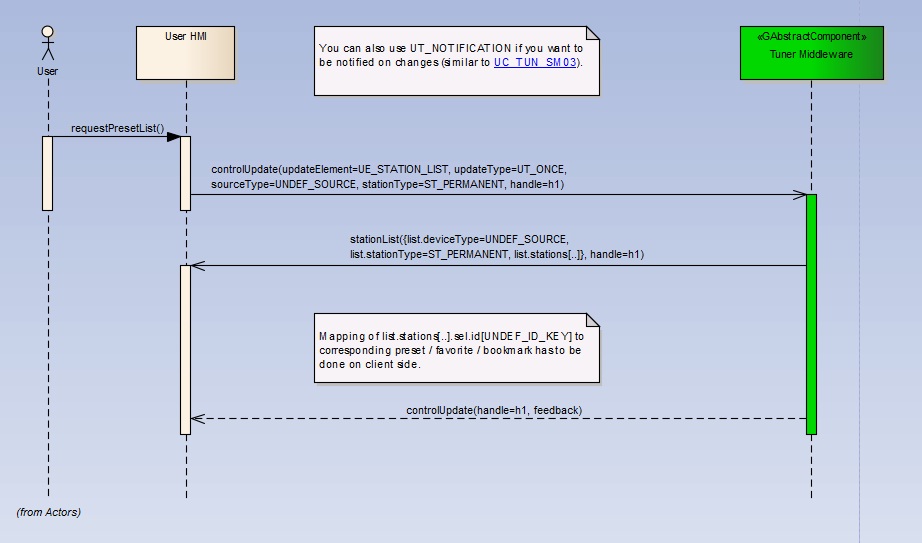 User HMI
«GAbstractComponent»
Tuner Middleware
You can also use UT_NOTIFICATION if you want to
be notified on changes (similar to UC_TUN_SM03).
User
requestPresetList()
controlUpdate(updateElement=UE_STATION_LIST, updateType=UT_ONCE,
sourceType=UNDEF_SOURCE, stationType=ST_PERMANENT, handle=h1)
stationList({list.deviceType=UNDEF_SOURCE,
list.stationType=ST_PERMANENT, list.stations[..]}, handle=h1)
Mapping of list.stations[..].sel.id[UNDEF_ID_KEY] to
corresponding preset / favorite / bookmark has to be
done on client side.
controlUpdate(handle=h1, feedback)
(from Actors)